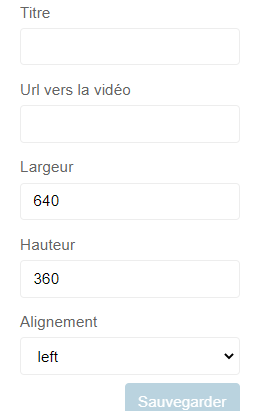 Titre
Url vers la vidéo
Largeur
640
Hauteur
360
Alignement
left
Sauvegarder